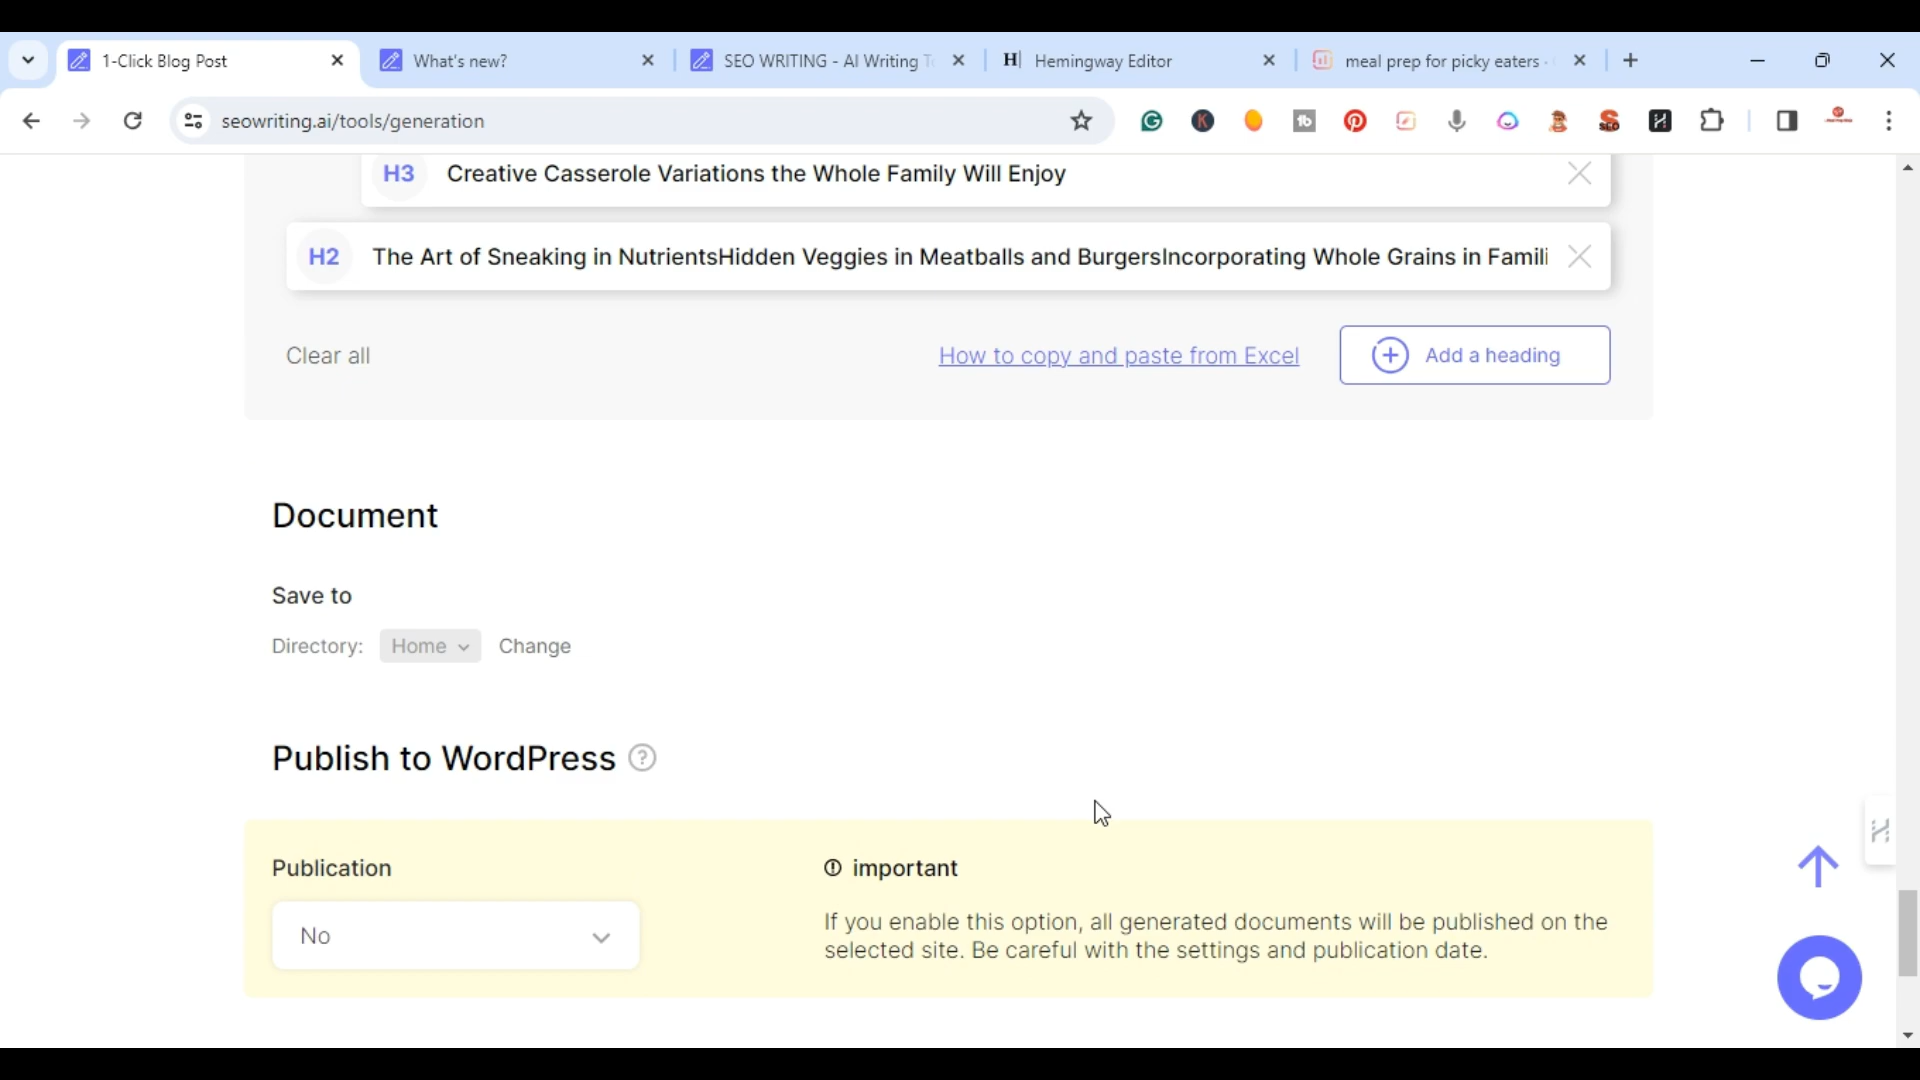 1-Click Blog Post
What's new?
SEO WRITING - AI Writing T
Hemingway Editor
meal prep for picky eaters -
seowriting.ai/tools/generation
H3 Creative Casserole Variations the Whole Family Will Enjoy
H2 The Art of Sneaking in NutrientsHidden Veggies in Meatballs and BurgersIncorporating Whole Grains in Famili
Clear all
How to copy and paste from Excel
Add a heading
Document
Save to
Directory: Home Change
Publish to WordPress ?
Publication
important
No
If you enable this option, all generated documents will be published on the
selected site. Be careful with the settings and publication date.